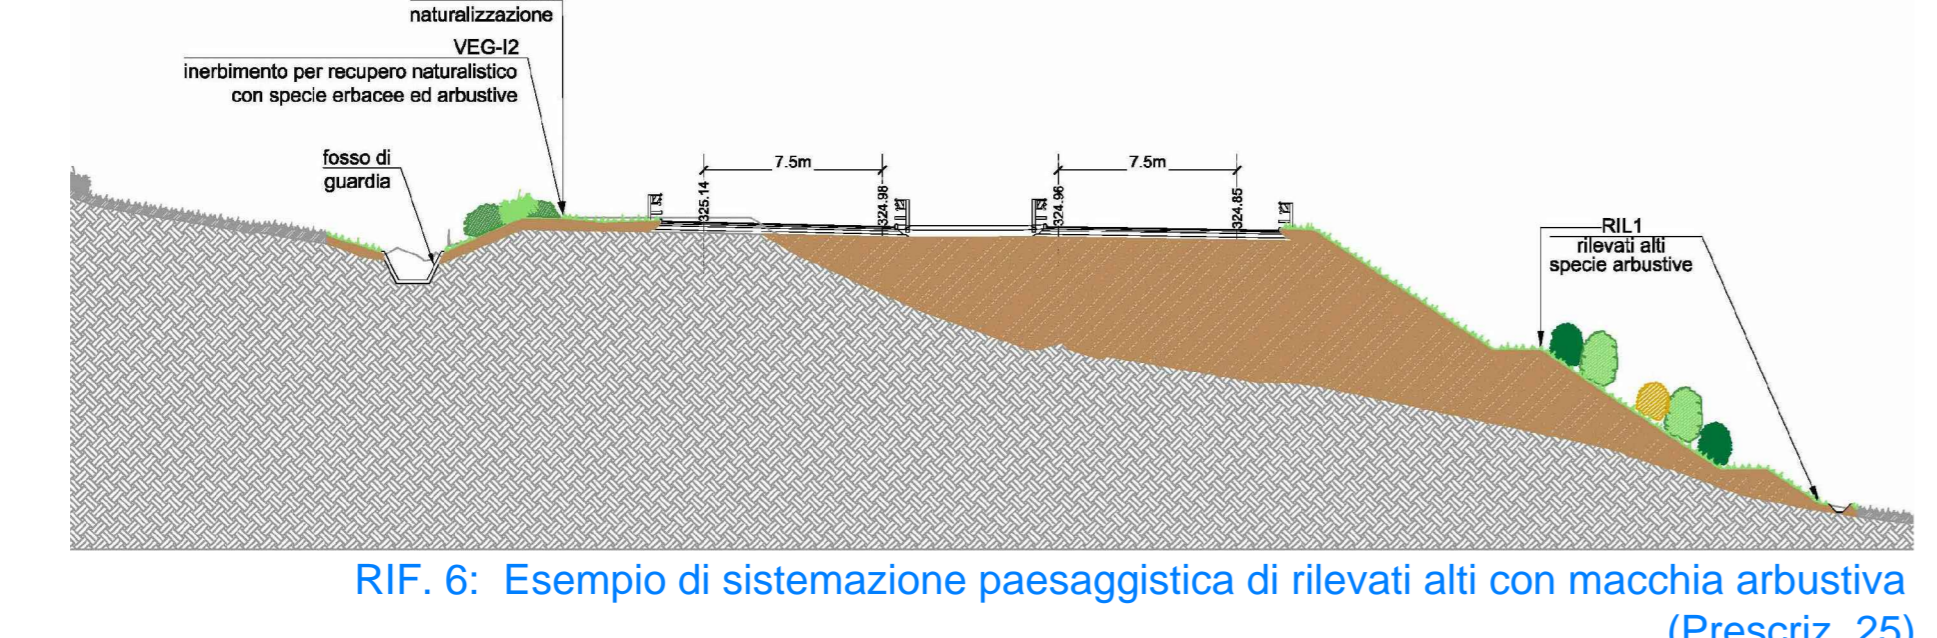 naturalizzazione
VEG-I2
inerbimento per recupero naturalistico
con specie erbacee ed arbustive
fosso di
guardia
7.5m
7.5m
325.14
324.98
324.96
324.85
RIL1
rilevati alti
specie arbustive
RIF. 6: Esempio di sistemazione paesaggistica di rilevati alti con macchia arbustiva
(Prescriz. 25)